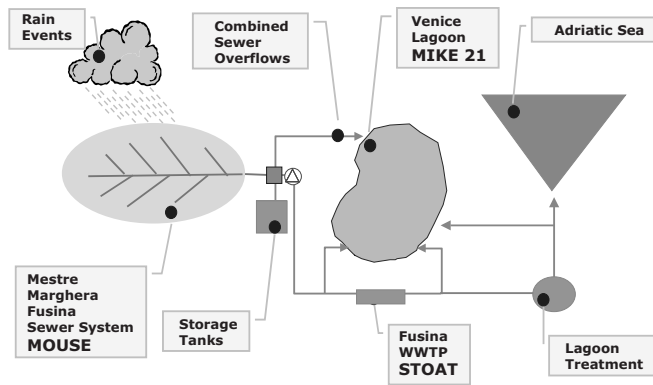 Rain
Events
Combined
Sewer
Overflows
Venice
Lagoon
MIKE 21
Adriatic Sea
Mestre
Marghera
Fusina
Sewer System
MOUSE
Storage
Tanks
Fusina
WWTP
STOAT
Lagoon
Treatment